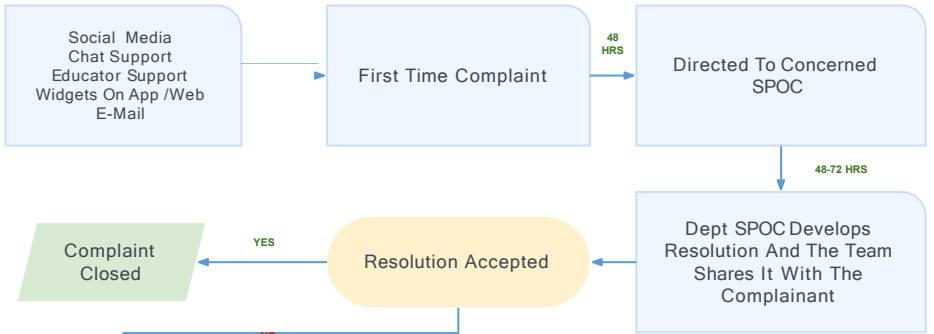 Social Media
Chat Support
Educator Support
Widgets On App /Web
E-Mail
First Time Complaint
48
HRS
Directed To Concerned
SPOC
48-72 HRS
Dept SPOC Develops
Resolution And The Team
Shares It With The
Complainant
Resolution Accepted
YES
Complaint
Closed